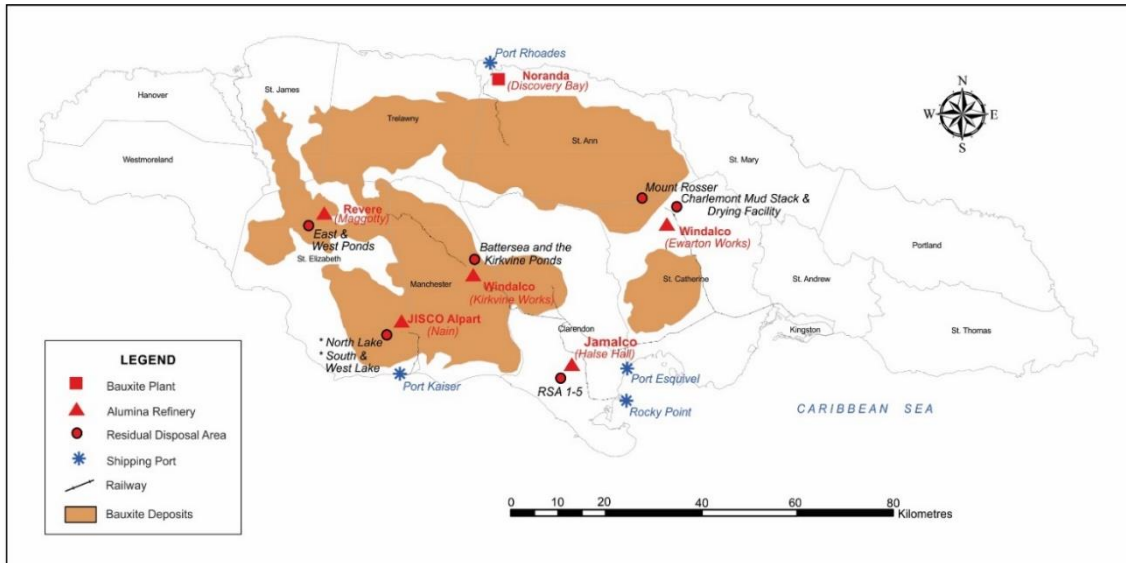 Port Rhoades
Noranda
(Discovery Bay)
N
W
E
S
Hanover
St. James
Trelawny
St. Ann
Westmoreland
St. Mary
Mount Rosser
Charlemont Mud Stack &
Drying Facility
Revere
(Maggotty)
East &
West Ponds
Windalco
(Ewarton Works)
Battersea and the
Kirkvine Ponds
Portland
St. Elizabeth
Manchester
Windalco
(Kirkvine Works)
St. Catherine
St. Andrew
JISCO Alpart
(Nain)
Clarendon
Kingston
St. Thomas
* North Lake
* South &
West Lake
Jamalco
(Halse Hall)
Port Kaiser
RSA 1-5
Port Esquivel
Rocky Point
CARIBBEAN SEA
LEGEND
Bauxite Plant
Alumina Refinery
Residual Disposal Area
Shipping Port
Railway
Bauxite Deposits
0 5 10 20 40 60 80
Kilometres